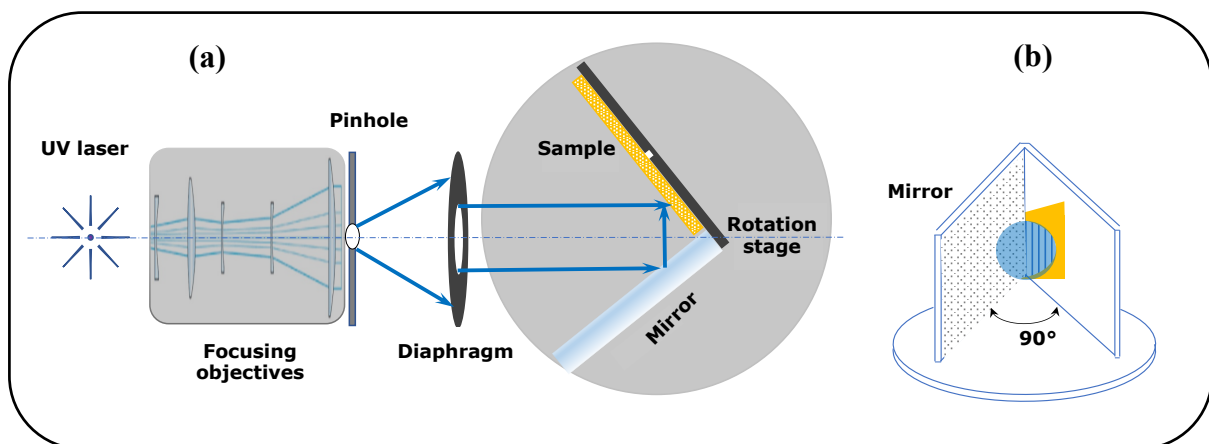 (a)
(b)
Pinhole
UV laser
Sample
Rotation
stage
Mirror
Focusing
objectives
Diaphragm
Mirror
90°